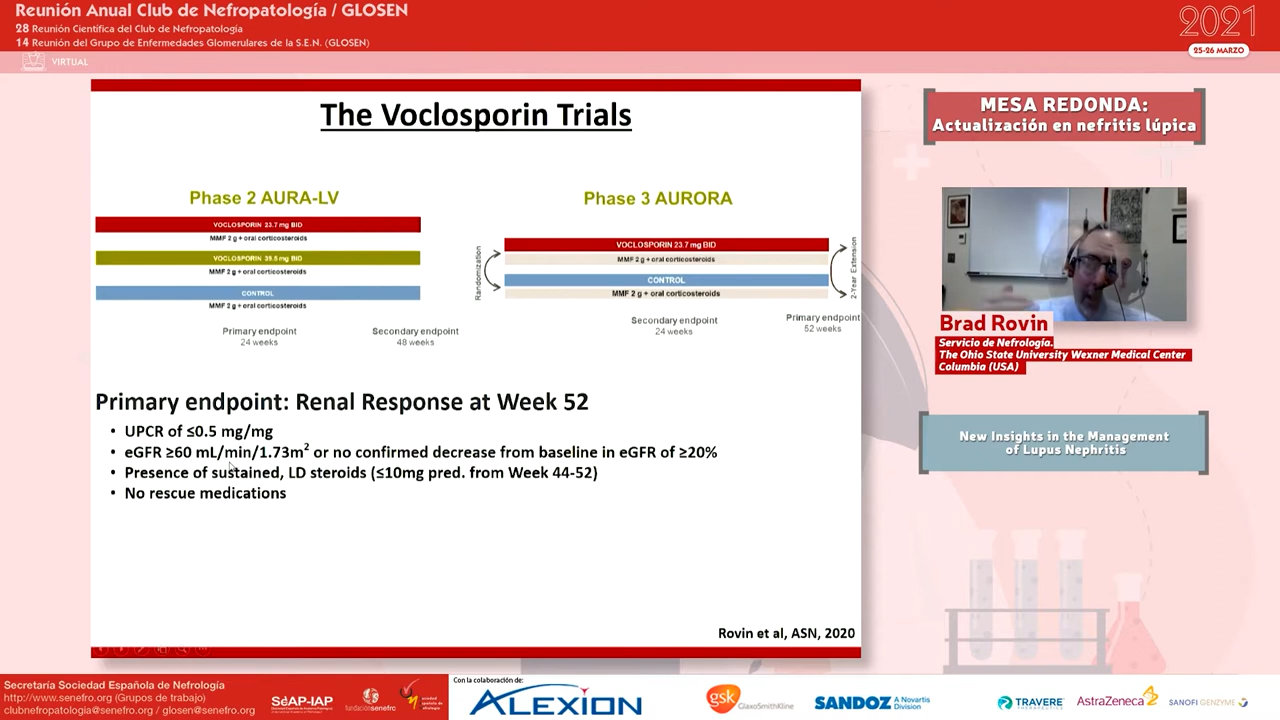 Reunión Anual Club de Nefropatología / GLOSEN
28 Reunión Científica del Club de Nefropatología
14 Reunión del Grupo de Enfermedades Glomerulares de la S.E.N. (GLOSEN)
VIRTUAL
2021
25-26 MARZO
The Voclosporin Trials
Phase 2 AURA-LV
VOCLOSPORIN 23.7 mg BID
MMF 2 g + oral corticosteroids
VOCLOSPORIN 39.5 mg BID
MMF 2 g + oral corticosteroids
CONTROL
MMF 2 g + oral corticosteroids
Primary endpoint
24 weeks
Secondary endpoint
48 weeks
Phase 3 AURORA
Randomization
VOCLOSPORIN 23.7 mg BID
MMF 2 g + oral corticosteroids
CONTROL
MMF 2 g + oral corticosteroids
2-Year Extension
Secondary endpoint
24 weeks
Primary endpoint
52 weeks
Primary endpoint: Renal Response at Week 52
• UPCR of ≤0.5 mg/mg
• eGFR ≥60 mL/min/1.73m² or no confirmed decrease from baseline in eGFR of ≥20%
• Presence of sustained, LD steroids (≤10mg pred. from Week 44-52)
• No rescue medications
Rovin et al, ASN, 2020
MESA REDONDA:
Actualización en nefritis lúpica
Brad Rovin
Servicio de Nefrología.
The Ohio State University Wexner Medical Center
Columbia (USA)
New Insights in the Management
of Lupus Nephritis
Secretaría Sociedad Española de Nefrología
http://www.senefro.org (Grupos de trabajo)
clubnefropatologia@senefro.org / glosen@senefro.org
SEAP-IAP
fundaciónsenefro
Con la colaboración de:
ALEXION
gsk
GlaxoSmithKline
SANDOZ
A Novartis
Division
TRAVERE
AstraZeneca
SANOFI GENZYME